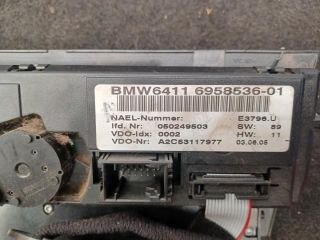 BMW6411 6958536-01
NAEL-Nummer: E3796.U
lfd. Nr: 050249503 SW: 89
VDO-Idx: 0002 HW: 11
VDO-Nr: A2C53117977 03.06.05